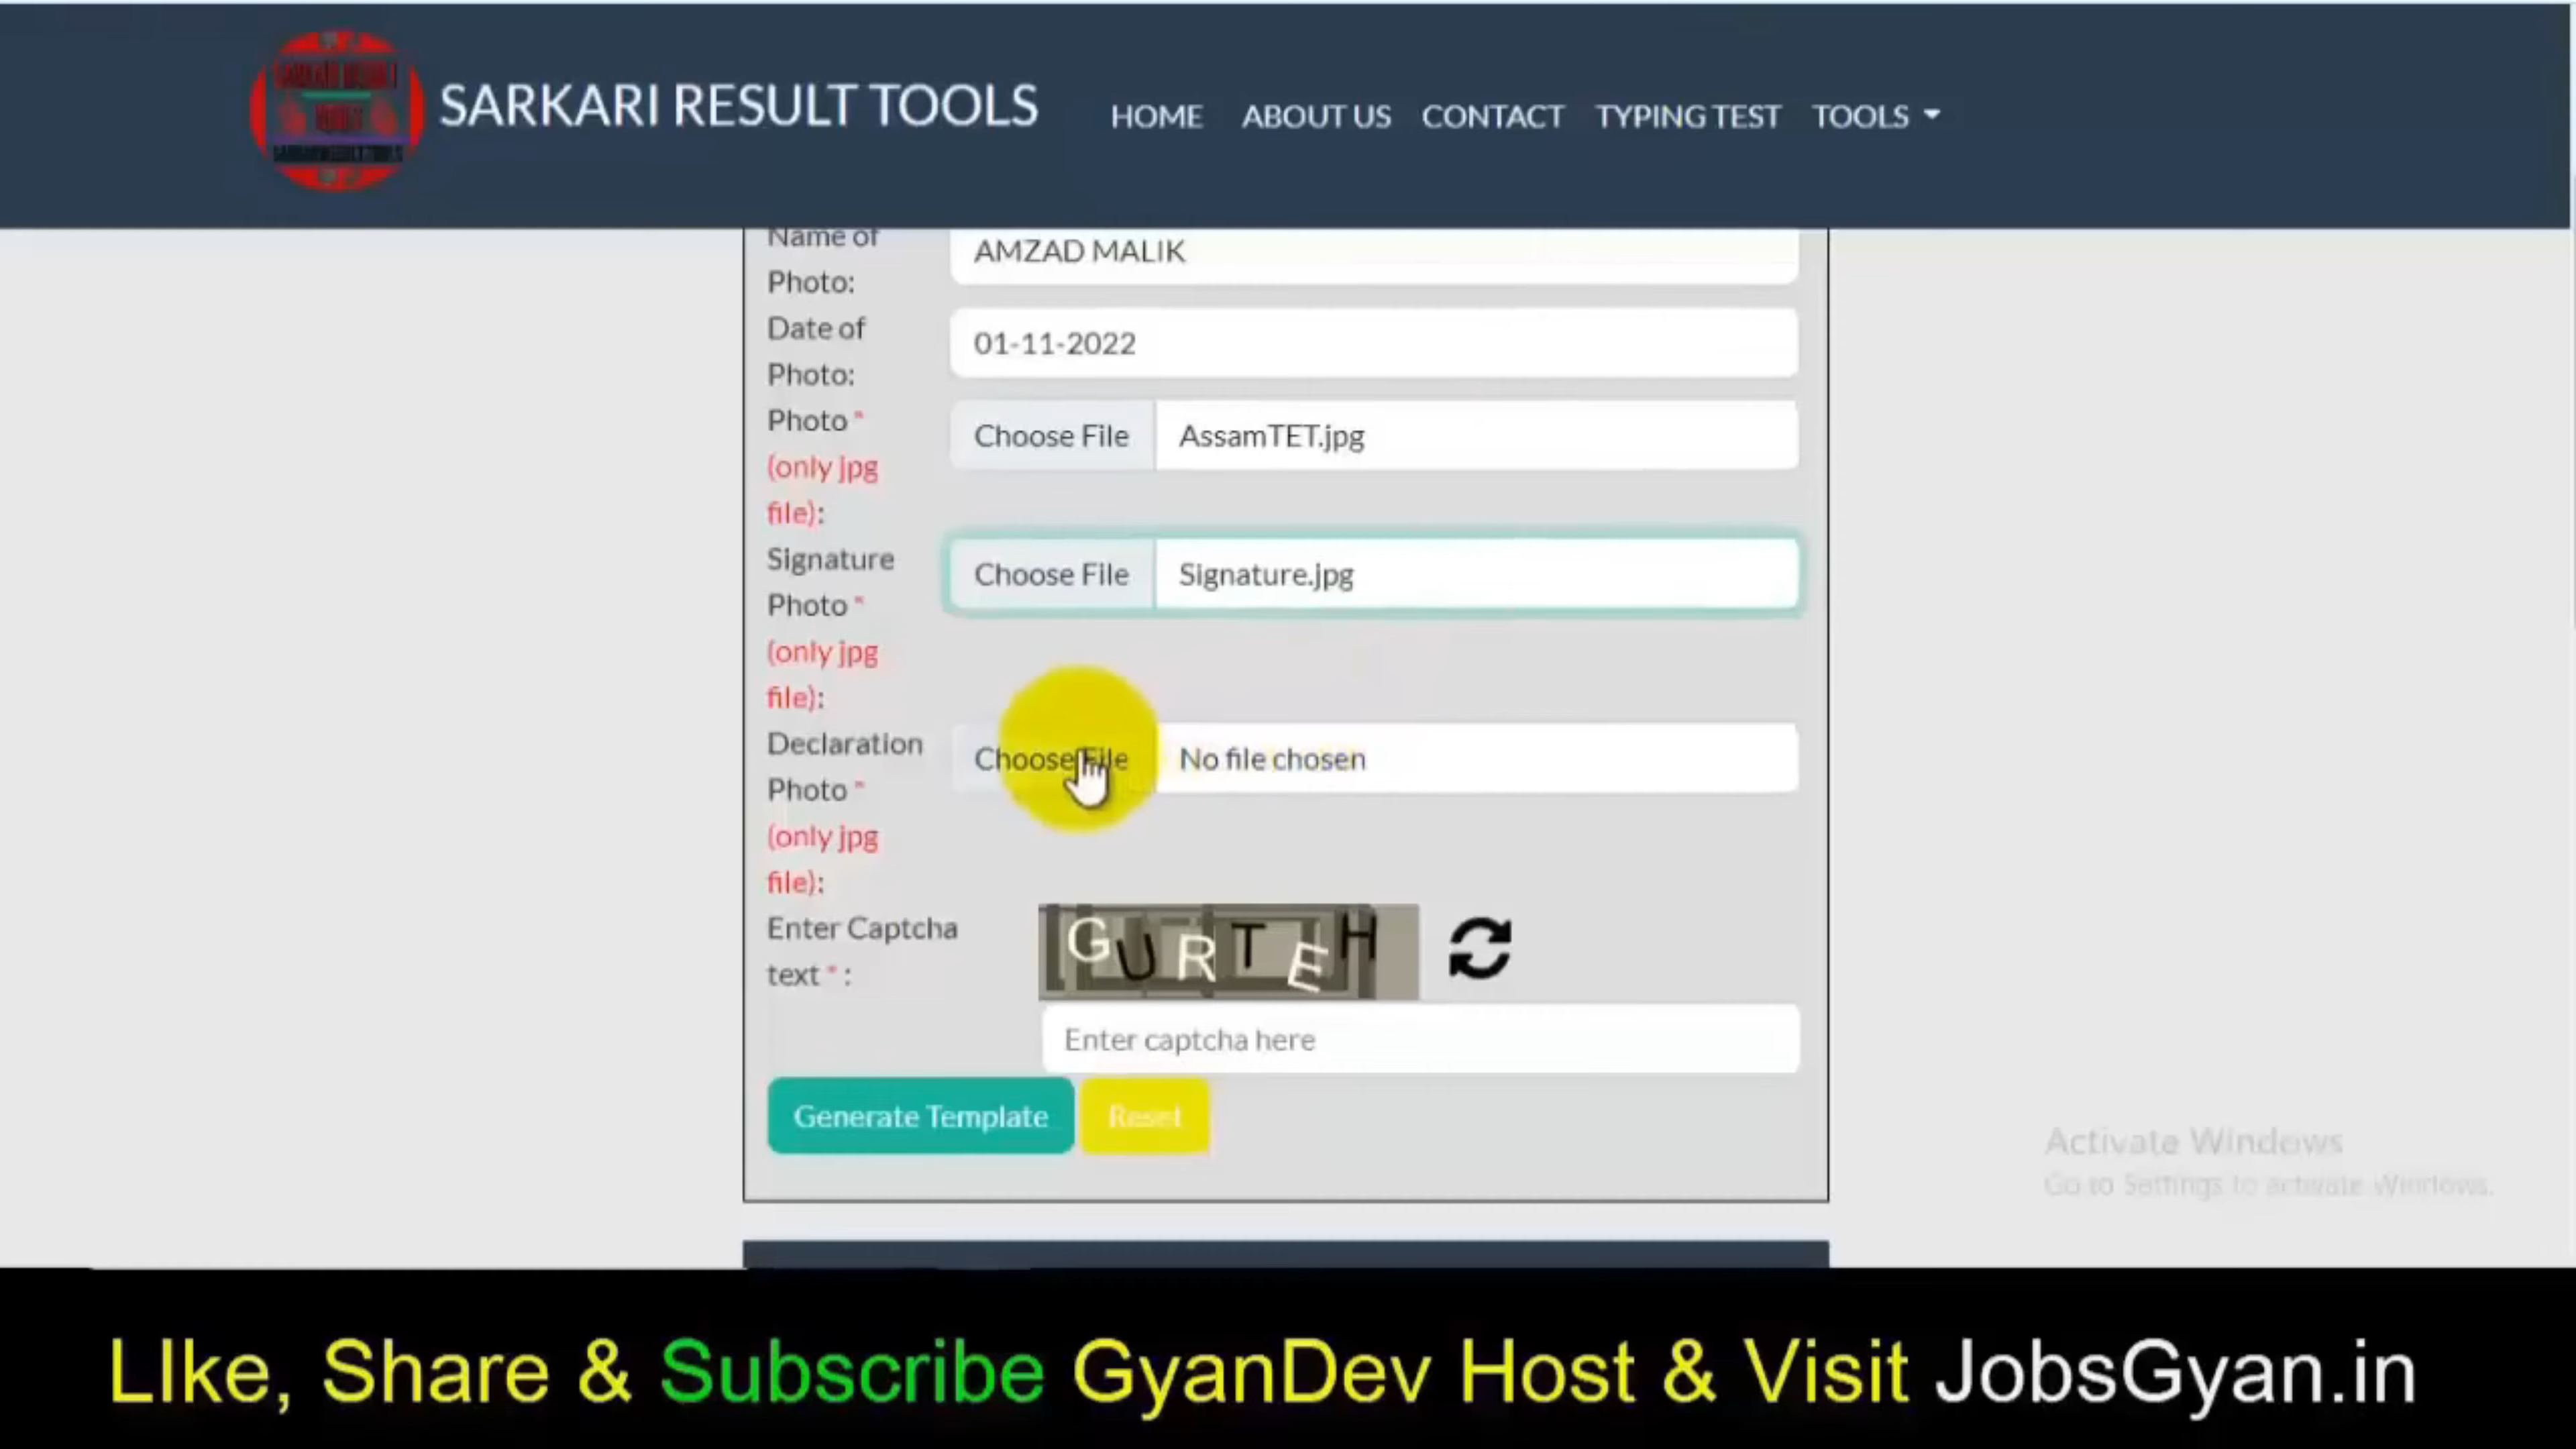 SARKARI RESULT TOOLS
HOME
ABOUT US
CONTACT
TYPING TEST
TOOLS
Name of
Photo:
AMZAD MALIK
Date of
Photo:
01-11-2022
Photo *
(only jpg
file):
Choose File
AssamTET.jpg
Signature
Photo *
(only jpg
file):
Choose File
Signature.jpg
Declaration
Photo *
(only jpg
file):
Choose File
No file chosen
Enter Captcha
text * :
GURTEH
Enter captcha here
Generate Template
Reset
Activate Windows
Go to Settings to activate Windows.
LIke, Share & Subscribe GyanDev Host & Visit JobsGyan.in